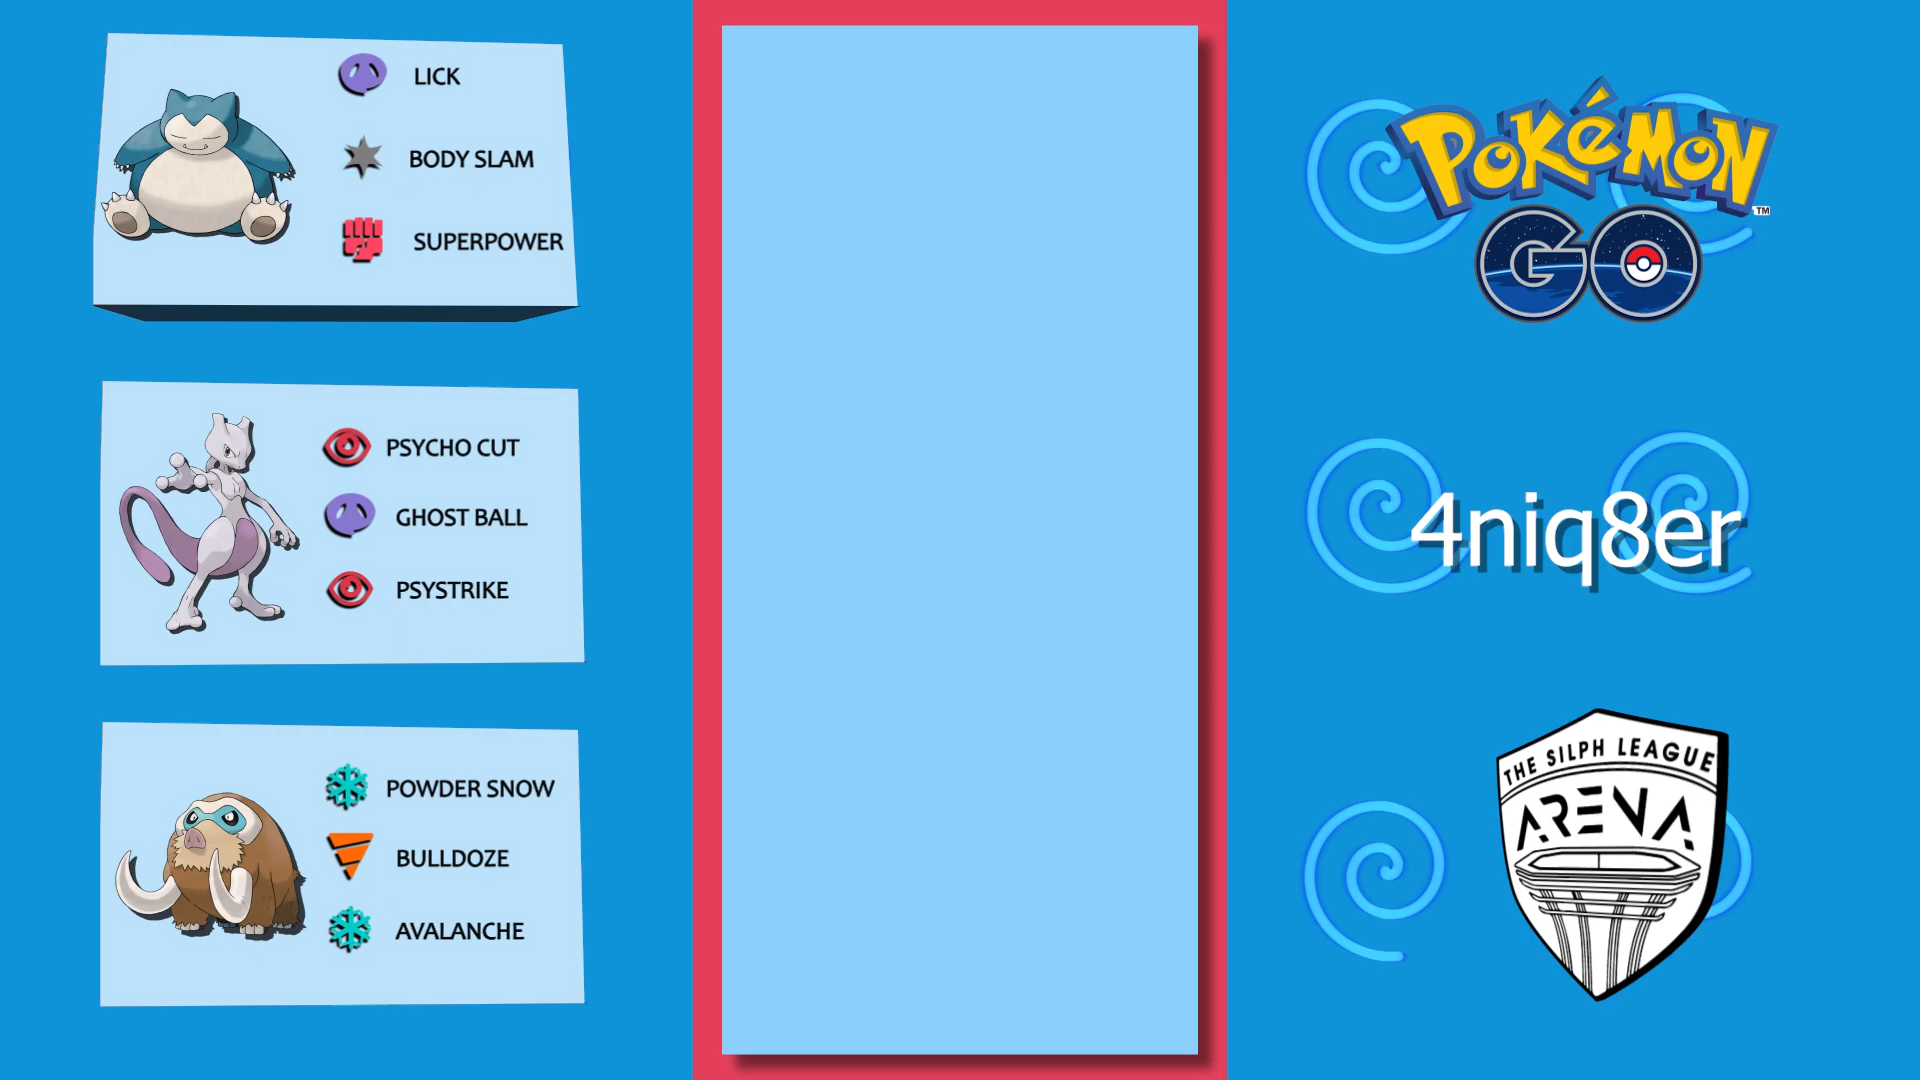 LICK
BODY SLAM
SUPERPOWER
PSYCHO CUT
GHOST BALL
PSYSTRIKE
POWDER SNOW
BULLDOZE
AVALANCHE
POKéMON
TM
GO
4niq8er
THE SILPH LEAGUE
ARENA